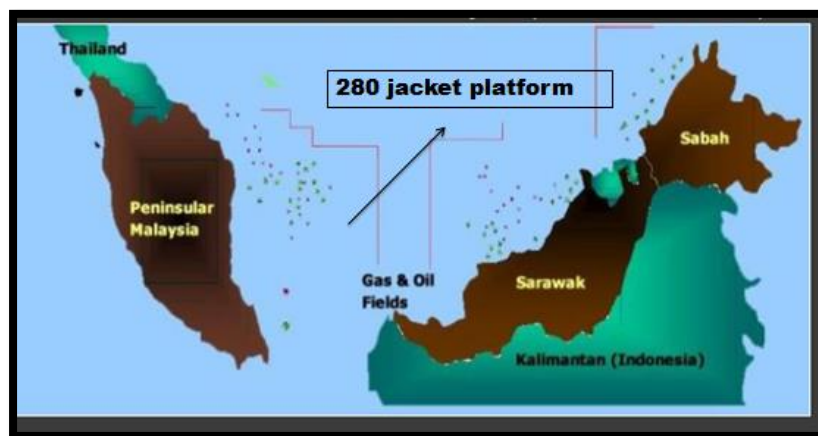 Thailand
280 jacket platform
Sabah
Peninsular
Malaysia
Gas & Oil
Fields
Sarawak
Kalimantan (Indonesia)